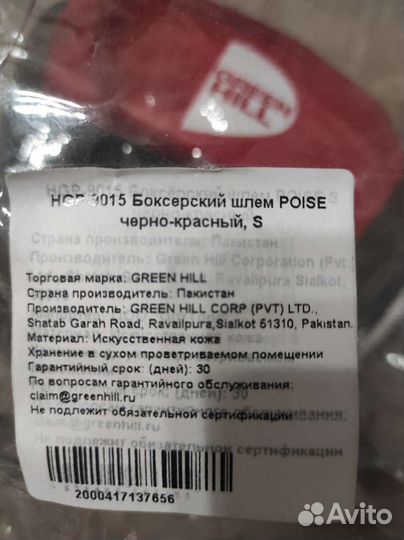 GREEN
HILL
HGP-9015 Боксерский шлем POISE
черно-красный, S
Торговая марка: GREEN HILL
Страна производитель: Пакистан
Производитель: GREEN HILL CORP (PVT) LTD.,
Shatab Garah Road, Ravailpura,Sialkot 51310, Pakistan.
Материал: Искусственная кожа
Хранение в сухом проветриваемом помещении
Гарантийный срок: (дней): 30
По вопросам гарантийного обслуживания:
claim@greenhill.ru
Не подлежит обязательной сертификации
2000417137656
Avito